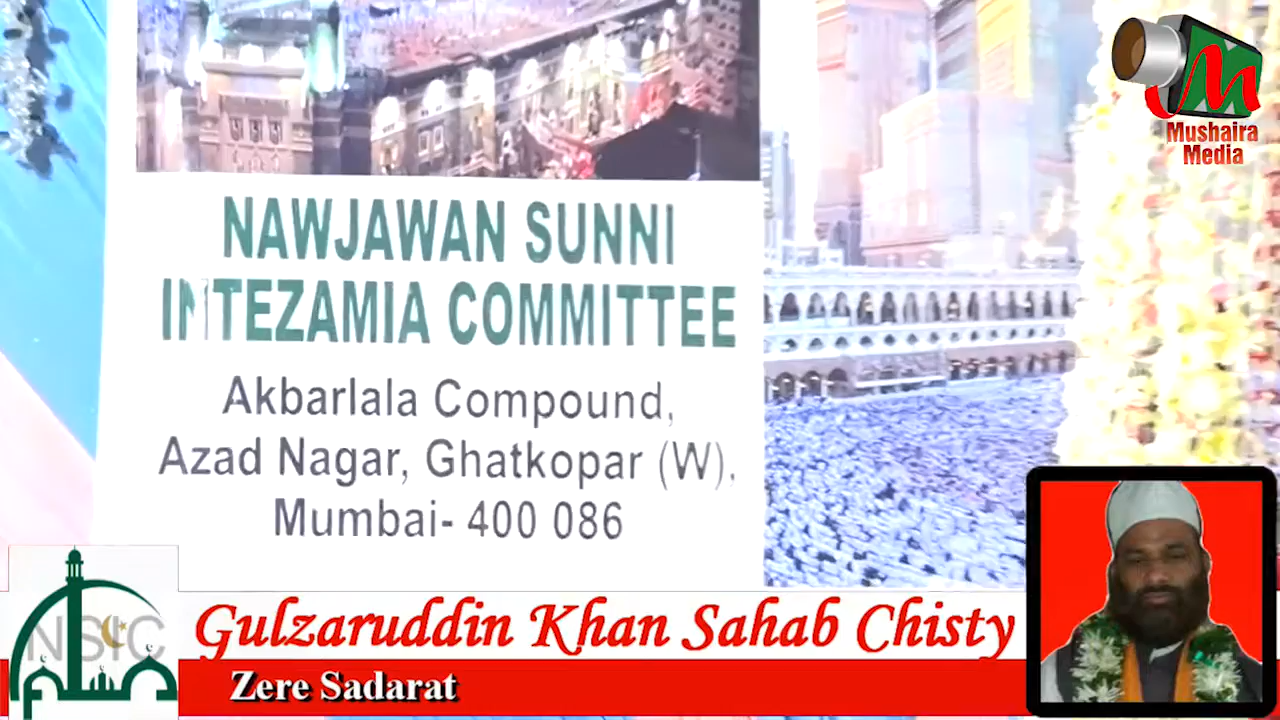 Mushaira
Media
NAWJAWAN SUNNI
INTEZAMIA COMMITTEE
Akbarlala Compound,
Azad Nagar, Ghatkopar (W),
Mumbai- 400 086
NSIC
Gulzaruddin Khan Sahab Chisty
Zere Sadarat